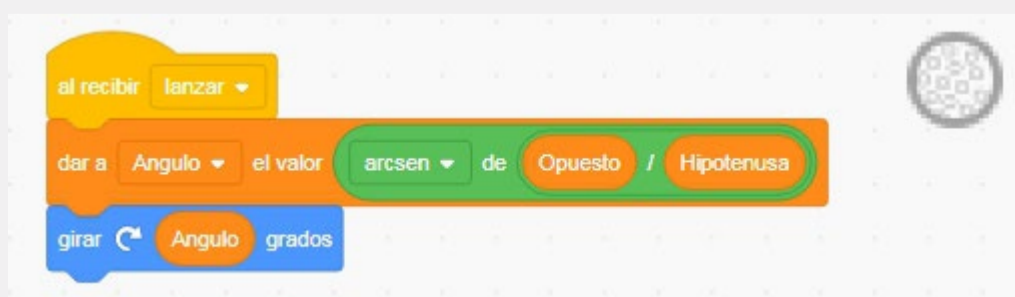 al recibir lanzar
dar a Angulo el valor arcsen de Opuesto / Hipotenusa
girar Angulo grados